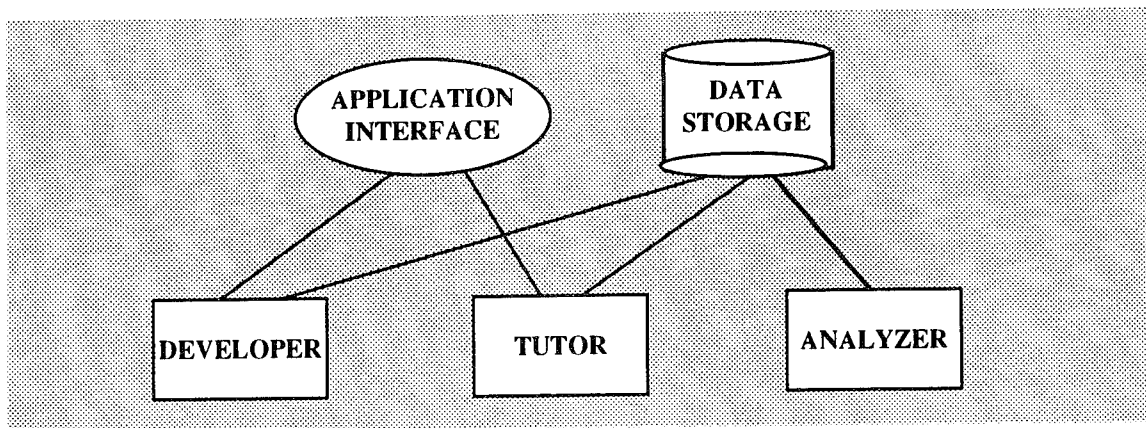 APPLICATION
INTERFACE
DATA
STORAGE
DEVELOPER
TUTOR
ANALYZER